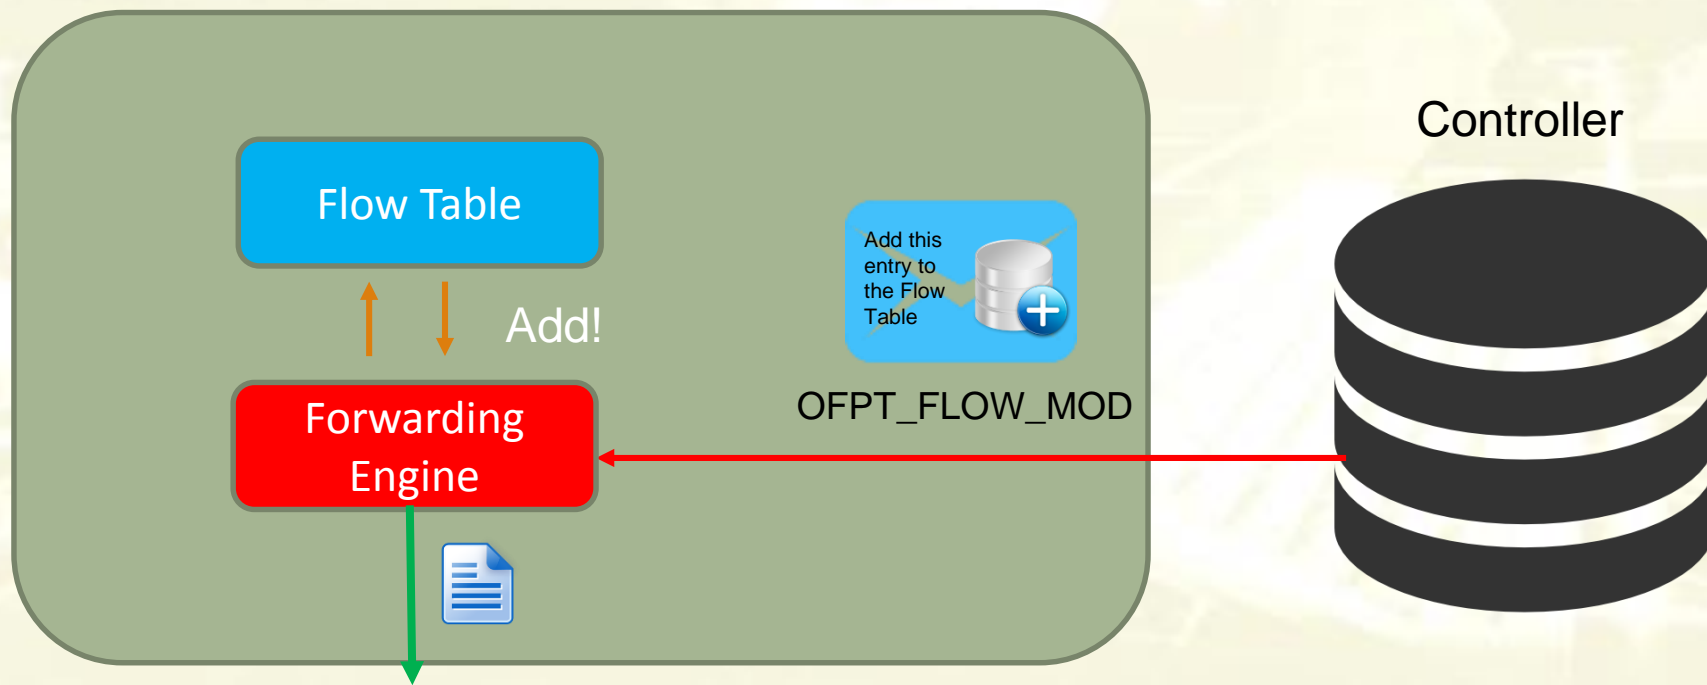 Controller
Flow Table
Add this
entry to
the Flow
Table
Add!
OFPT_FLOW_MOD
Forwarding
Engine